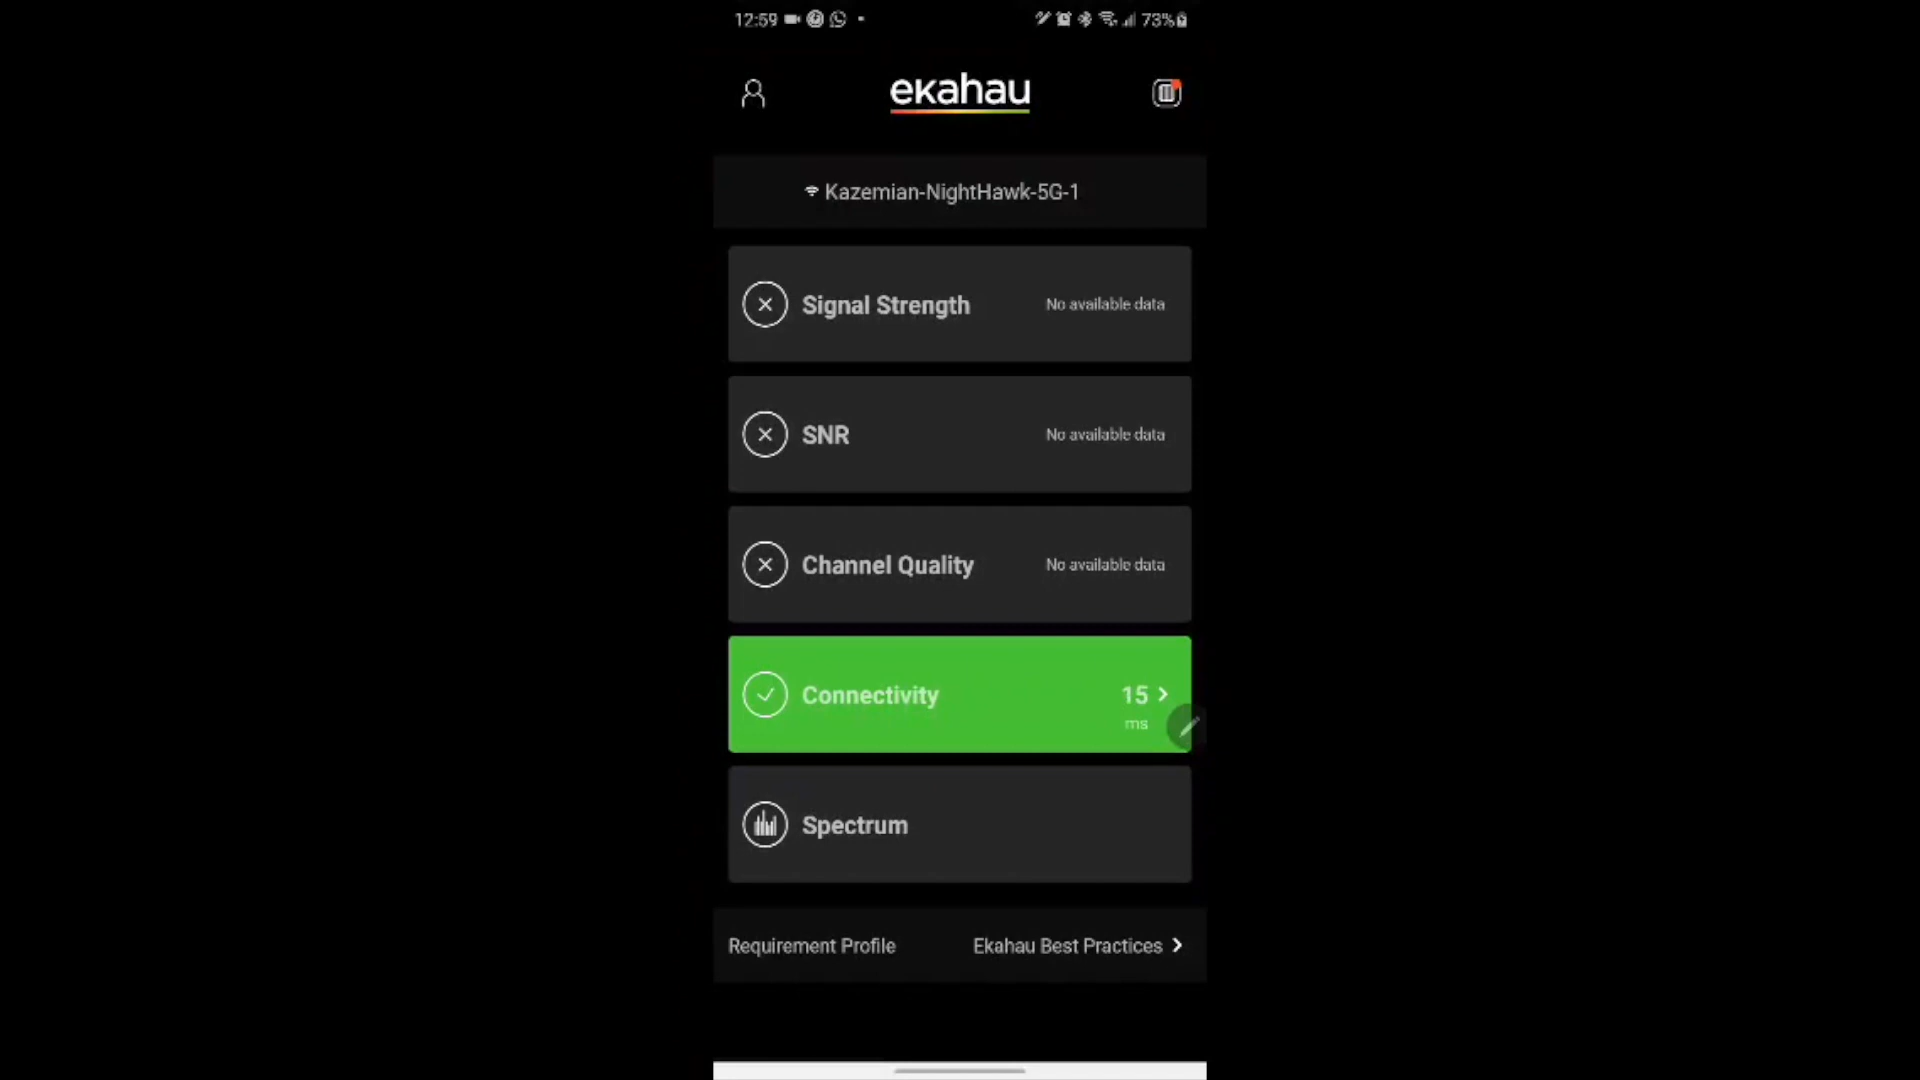 12:59
73%
ekahau
Kazemian-NightHawk-5G-1
Signal Strength No available data
SNR No available data
Channel Quality No available data
Connectivity 15
ms
Spectrum
Requirement Profile Ekahau Best Practices